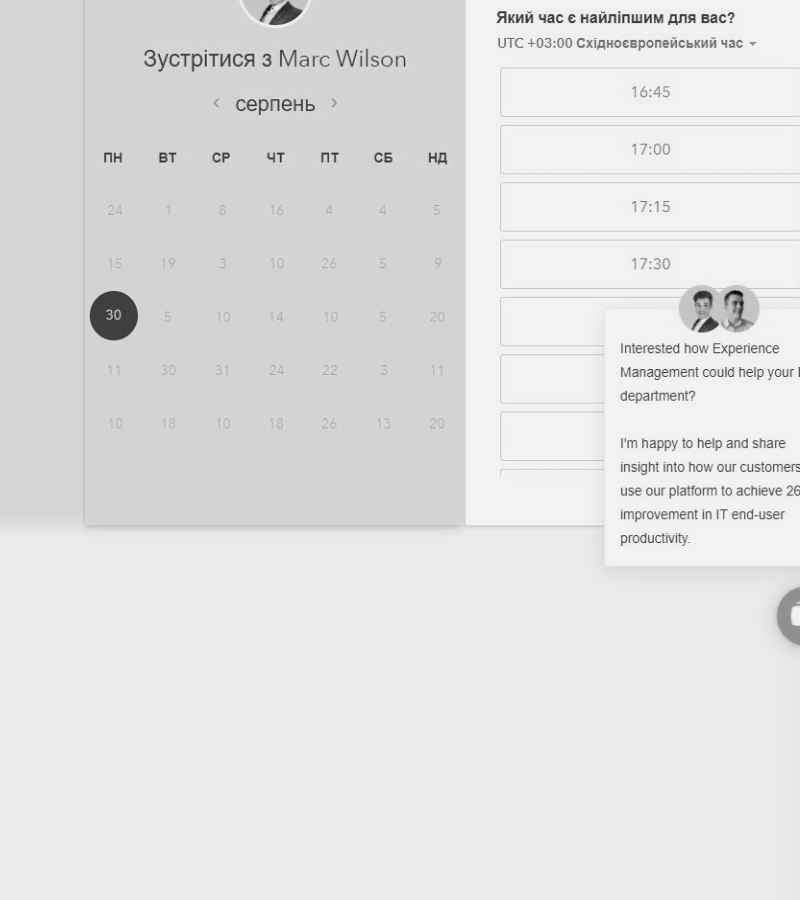 Зустрітися з Marc Wilson
серпень
ПН ВТ СР ЧТ ПТ СБ НД
24 1 8 16 4 4 5
15 19 3 10 26 5 9
30 5 10 14 10 5 20
11 30 31 24 22 3 11
10 18 10 18 26 13 20
Який час є найліпшим для вас?
UTC +03:00 Східноєвропейський час
16:45
17:00
17:15
17:30
Interested how Experience
Management could help your
department?
I'm happy to help and share
insight into how our customers
use our platform to achieve 26
improvement in IT end-user
productivity.